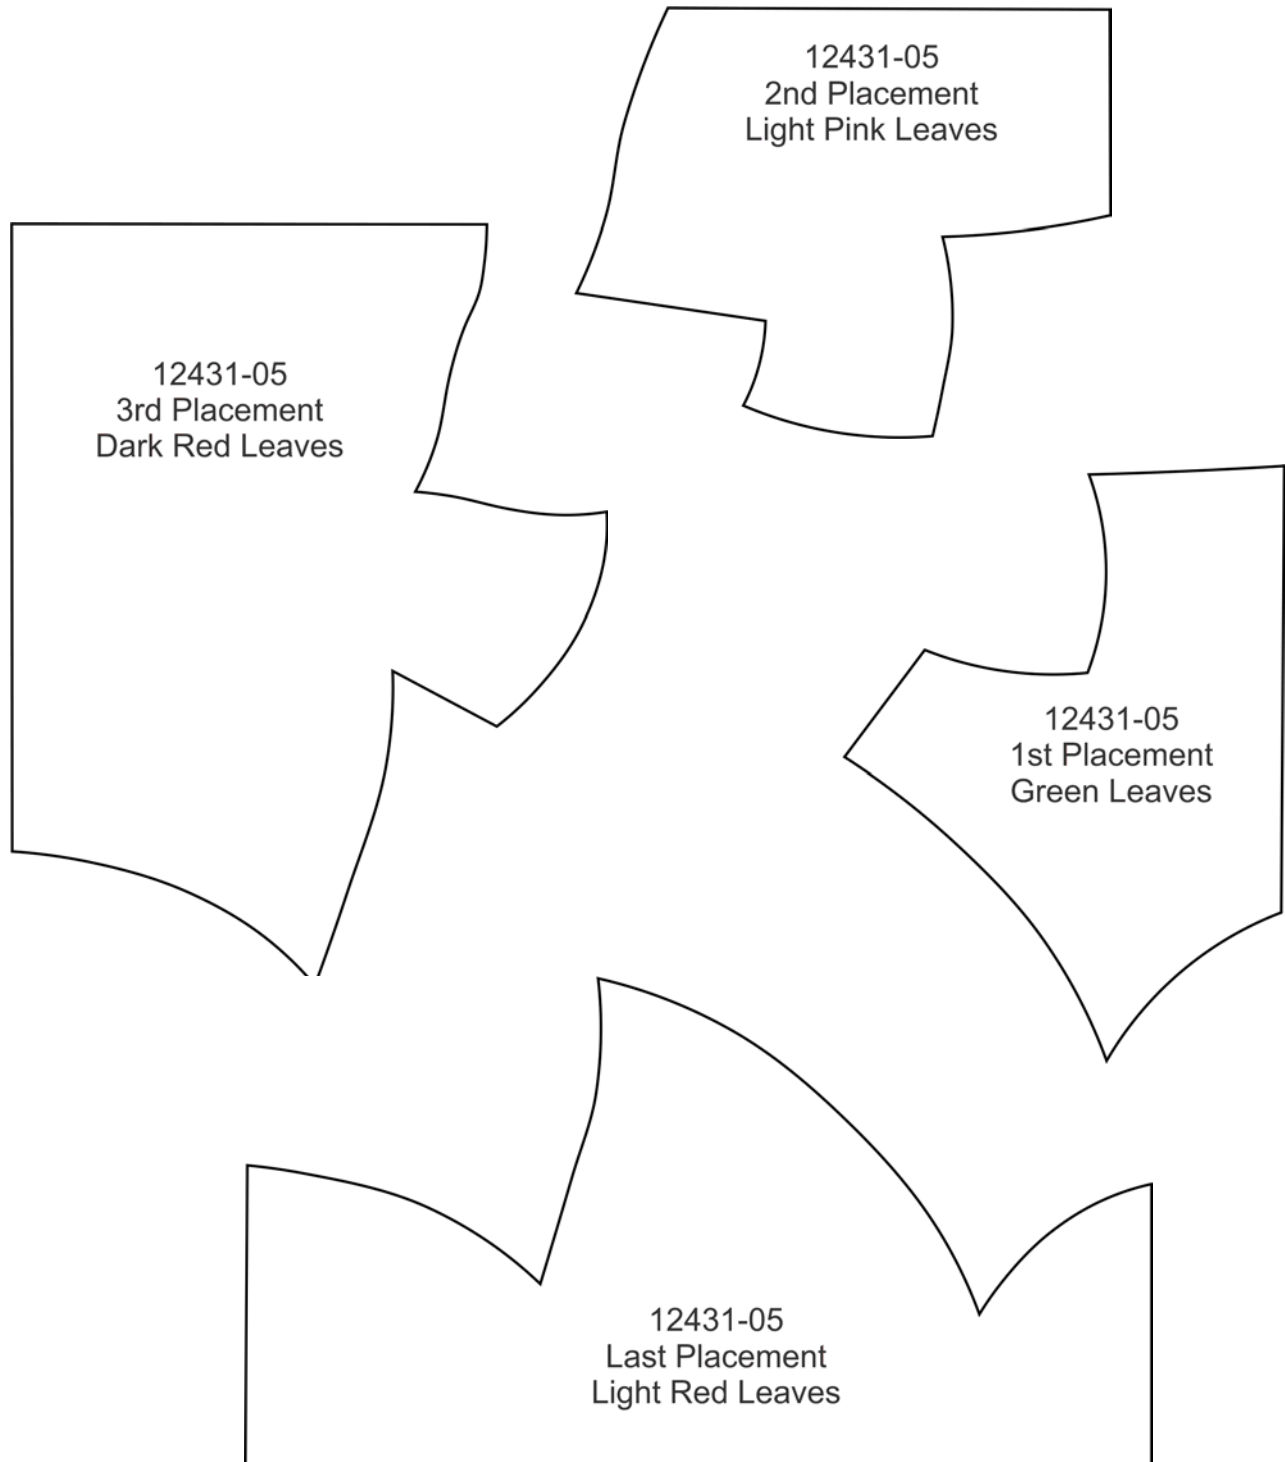 12431-05
2nd Placement
Light Pink Leaves
12431-05
3rd Placement
Dark Red Leaves
12431-05
1st Placement
Green Leaves
12431-05
Last Placement
Light Red Leaves